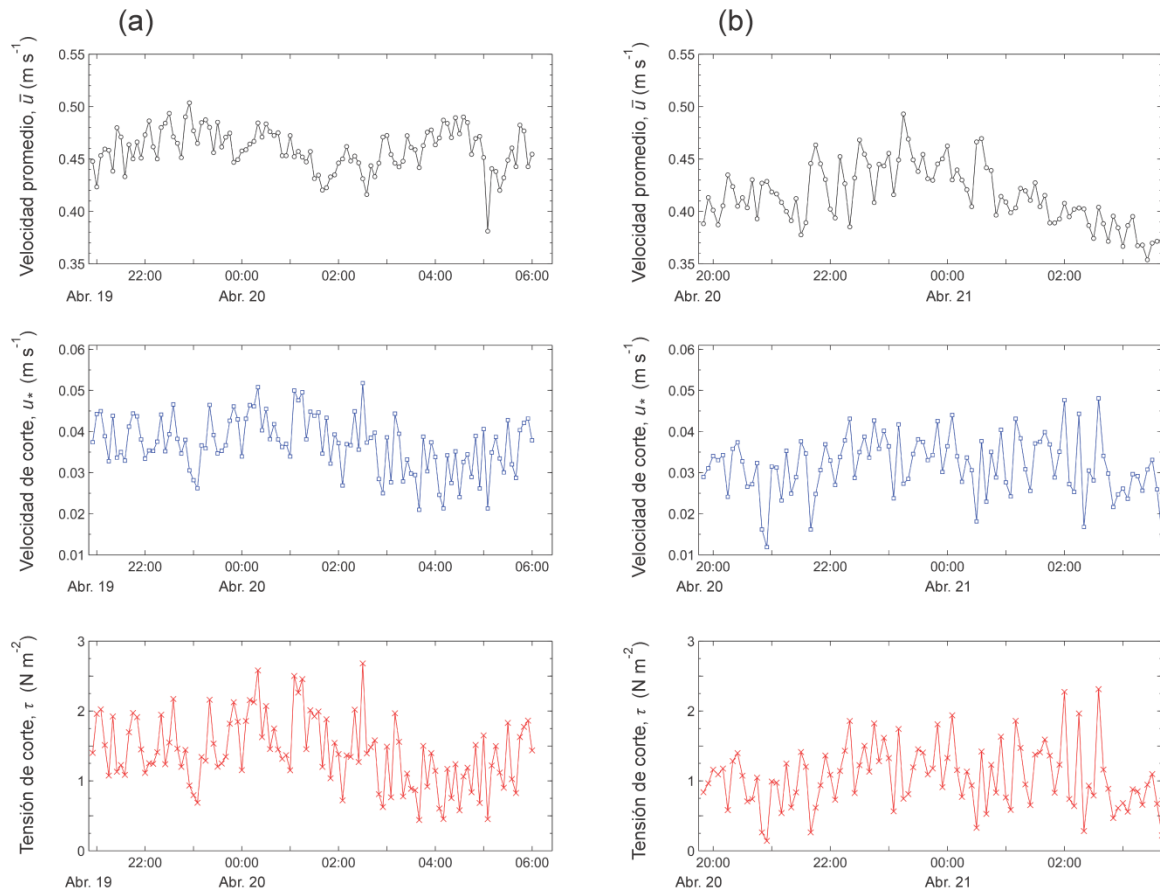 (a)
(b)
Velocidad promedio, ū (m s⁻¹)
0.55
0.50
0.45
0.40
0.35
22:00 00:00 02:00 04:00 06:00
Abr. 19 Abr. 20
Velocidad promedio, ū (m s⁻¹)
0.55
0.50
0.45
0.40
0.35
20:00 22:00 00:00 02:00
Abr. 20 Abr. 21
Velocidad de corte, u* (m s⁻¹)
0.06
0.05
0.04
0.03
0.02
0.01
22:00 00:00 02:00 04:00 06:00
Abr. 19 Abr. 20
Velocidad de corte, u* (m s⁻¹)
0.06
0.05
0.04
0.03
0.02
0.01
20:00 22:00 00:00 02:00
Abr. 20 Abr. 21
Tensión de corte, τ (N m⁻²)
3
2
1
0
22:00 00:00 02:00 04:00 06:00
Abr. 19 Abr. 20
Tensión de corte, τ (N m⁻²)
3
2
1
0
20:00 22:00 00:00 02:00
Abr. 20 Abr. 21